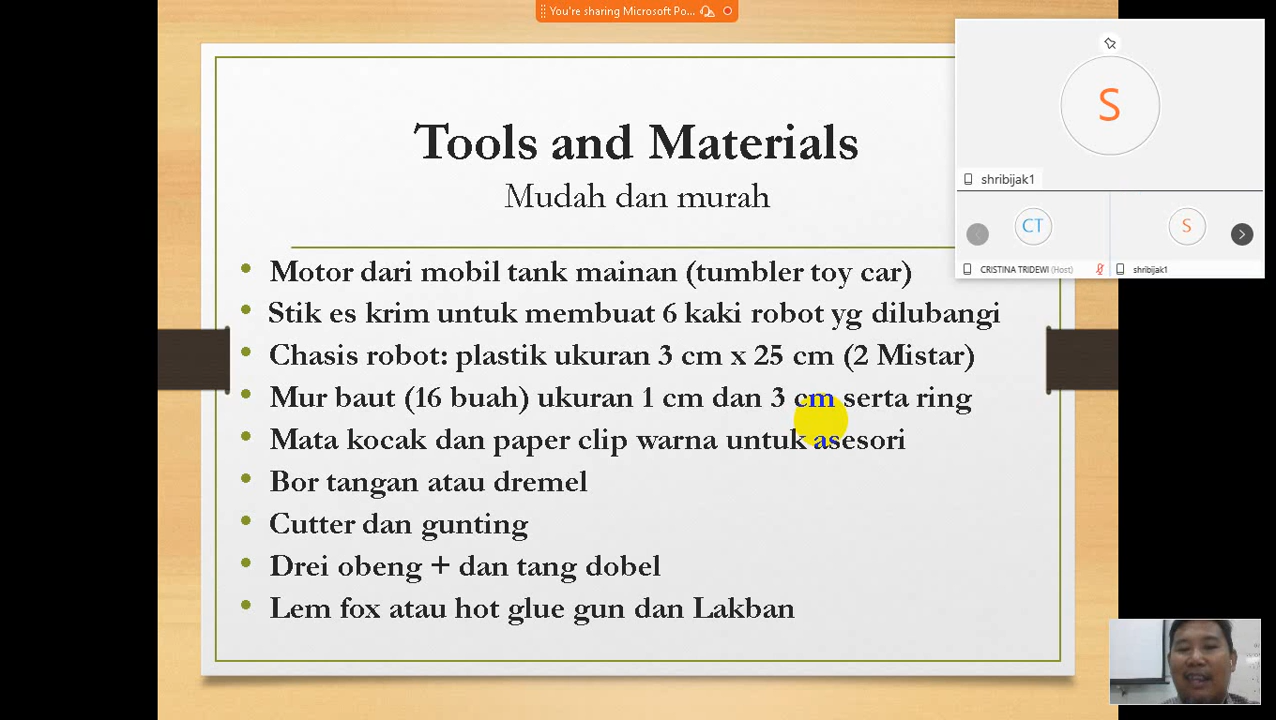 You're sharing Microsoft Po...
S
shribijak1
CT
S
CRISTINA TRIDEWI (Host)
shribijak1
Tools and Materials
Mudah dan murah
• Motor dari mobil tank mainan (tumbler toy car)
• Stik es krim untuk membuat 6 kaki robot yg dilubangi
• Chasis robot: plastik ukuran 3 cm x 25 cm (2 Mistar)
• Mur baut (16 buah) ukuran 1 cm dan 3 cm serta ring
• Mata kocak dan paper clip warna untuk asesori
• Bor tangan atau dremel
• Cutter dan gunting
• Drei obeng + dan tang dobel
• Lem fox atau hot glue gun dan Lakban